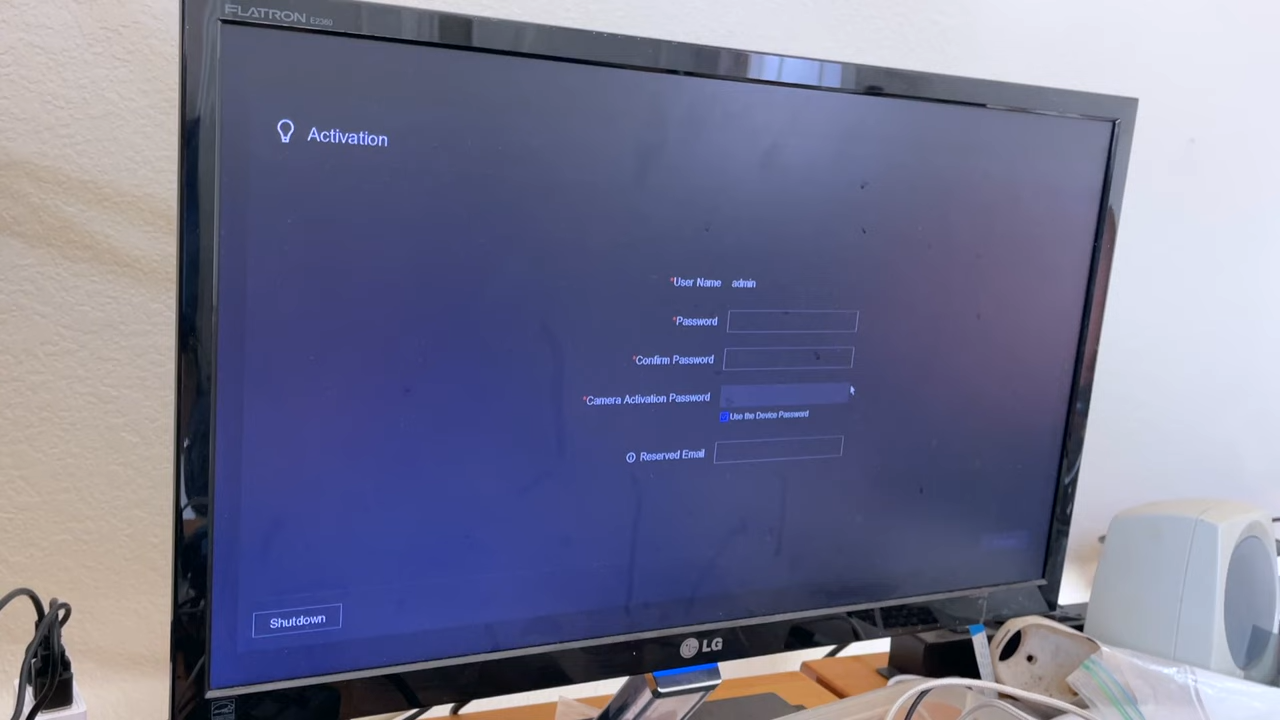 FLATRON E2360
Activation
*User Name admin
*Password
*Confirm Password
*Camera Activation Password
Use the Device Password
Reserved Email
Shutdown
LG